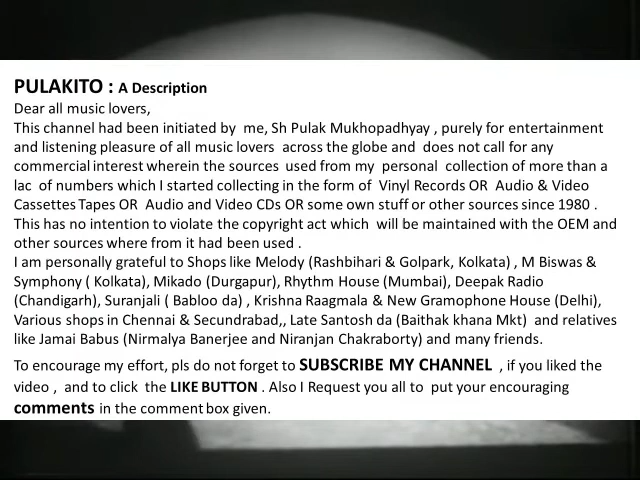 PULAKITO : A Description
Dear all music lovers,
This channel had been initiated by me, Sh Pulak Mukhopadhyay , purely for entertainment
and listening pleasure of all music lovers across the globe and does not call for any
commercial interest wherein the sources used from my personal collection of more than a
lac of numbers which I started collecting in the form of Vinyl Records OR Audio & Video
Cassettes Tapes OR Audio and Video CDs OR some own stuff or other sources since 1980 .
This has no intention to violate the copyright act which will be maintained with the OEM and
other sources where from it had been used .
I am personally grateful to Shops like Melody (Rashbihari & Golpark, Kolkata) , M Biswas &
Symphony ( Kolkata), Mikado (Durgapur), Rhythm House (Mumbai), Deepak Radio
(Chandigarh), Suranjali ( Babloo da) , Krishna Raagmala & New Gramophone House (Delhi),
Various shops in Chennai & Secundrabad,, Late Santosh da (Baithak khana Mkt) and relatives
like Jamai Babus (Nirmalya Banerjee and Niranjan Chakraborty) and many friends.
To encourage my effort, pls do not forget to SUBSCRIBE MY CHANNEL , if you liked the
video , and to click the LIKE BUTTON . Also I Request you all to put your encouraging
comments in the comment box given.